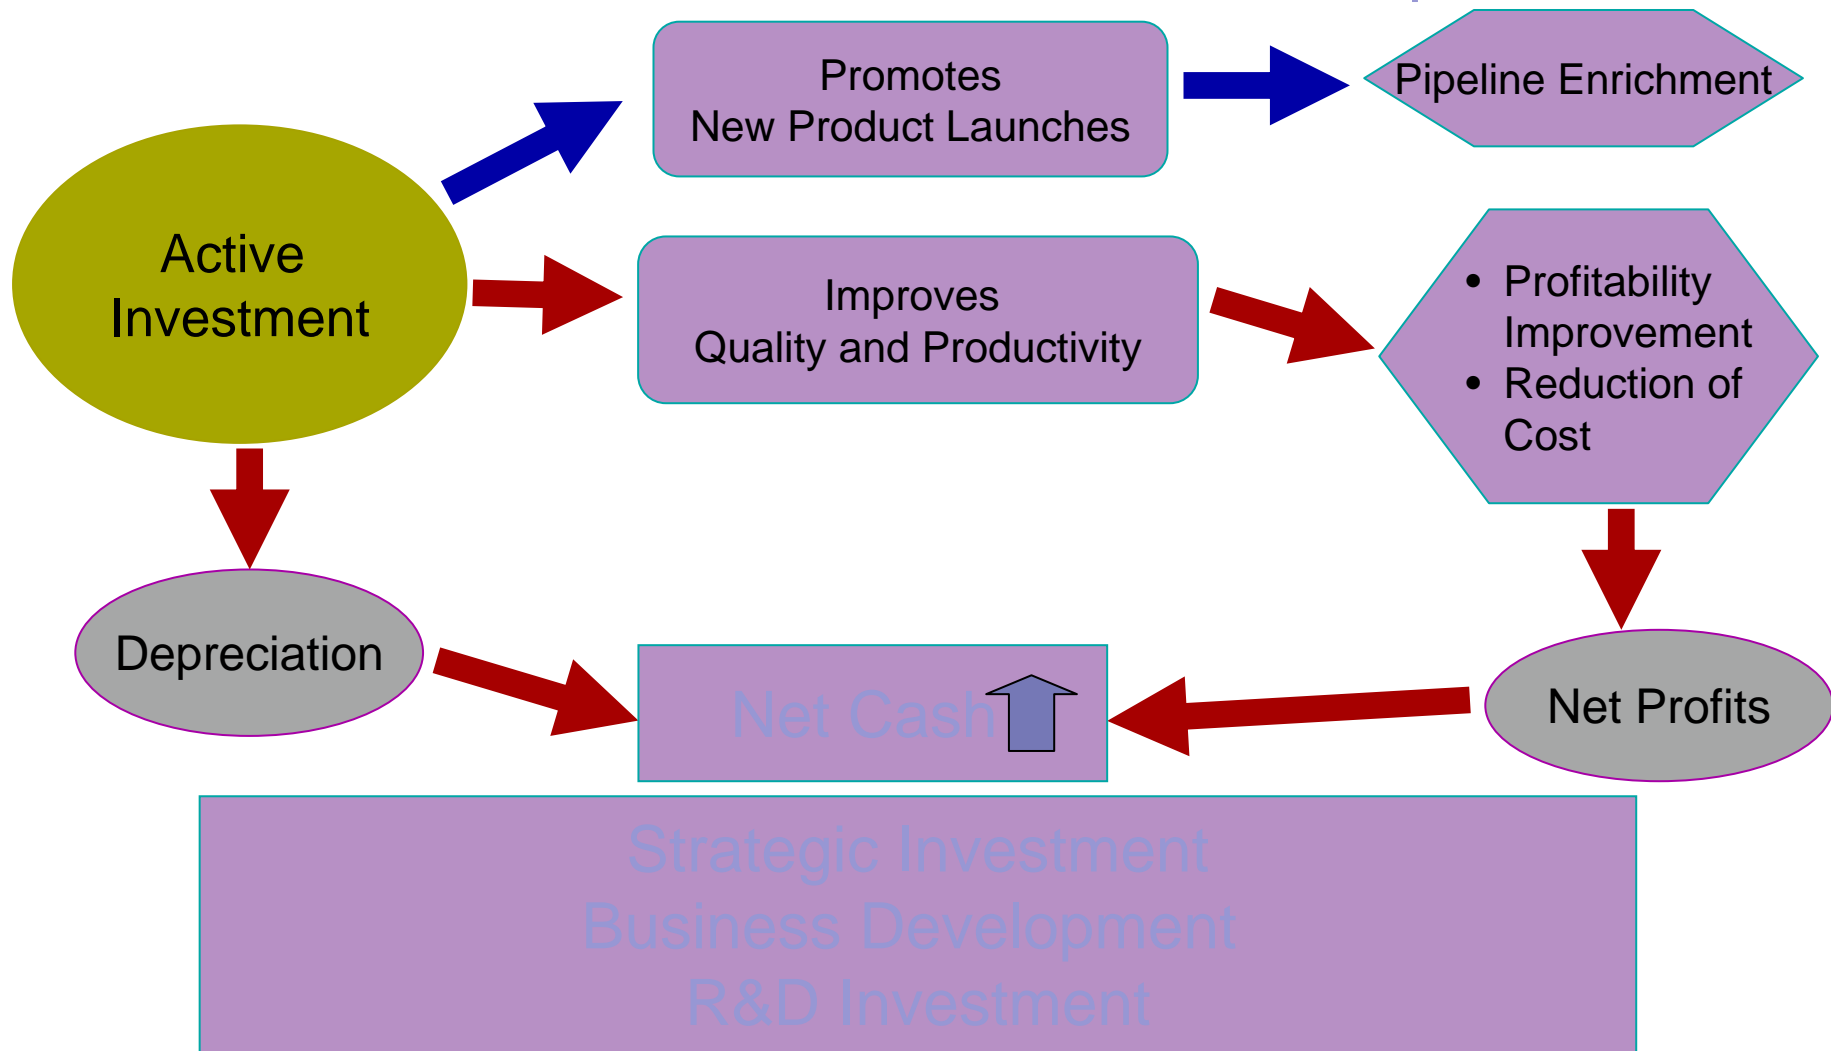 Promotes
New Product Launches
Pipeline Enrichment
Active
Investment
Improves
Quality and Productivity
• Profitability
Improvement
• Reduction of
Cost
Depreciation
Net Cash
Net Profits
Strategic Investment
Business Development
R&D Investment